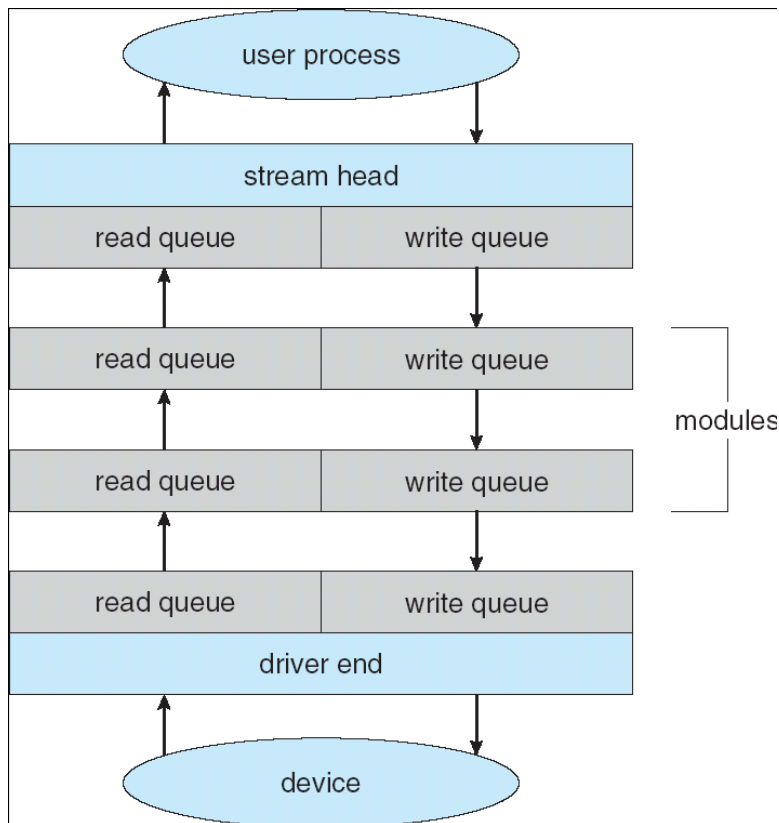 user process
stream head
read queue write queue
read queue write queue
modules
read queue write queue
read queue write queue
driver end
device